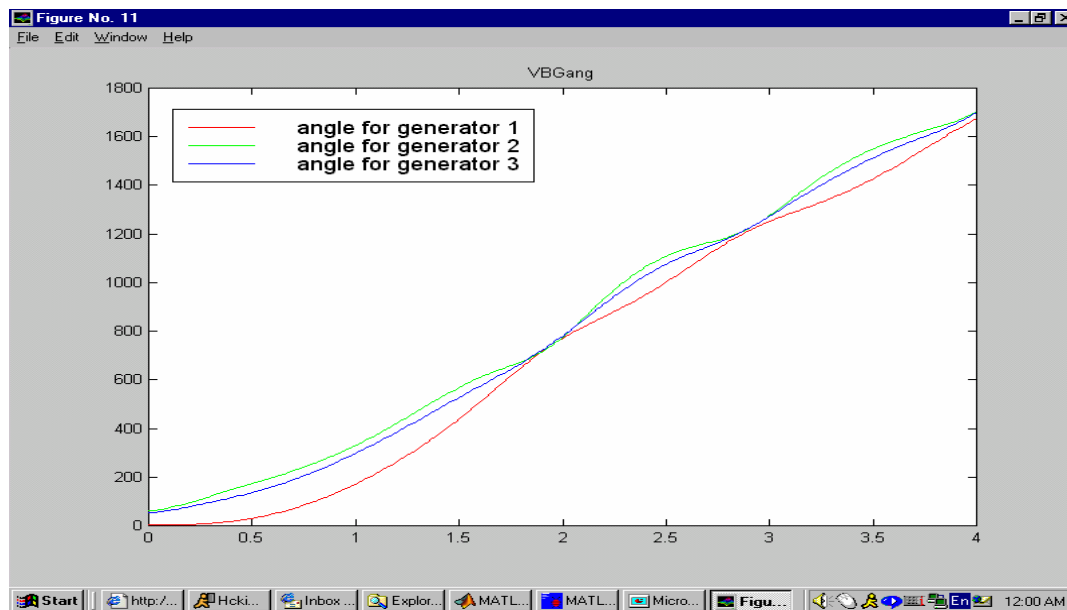 Figure No. 11
File Edit Window Help
VBGang
1800
1600
1400
1200
1000
800
600
400
200
0
angle for generator 1
angle for generator 2
angle for generator 3
0 0.5 1 1.5 2 2.5 3 3.5 4
Start http:/... Hcki... Inbox ... Explor... MATL... MATL... Micro... Figu... En 12:00 AM